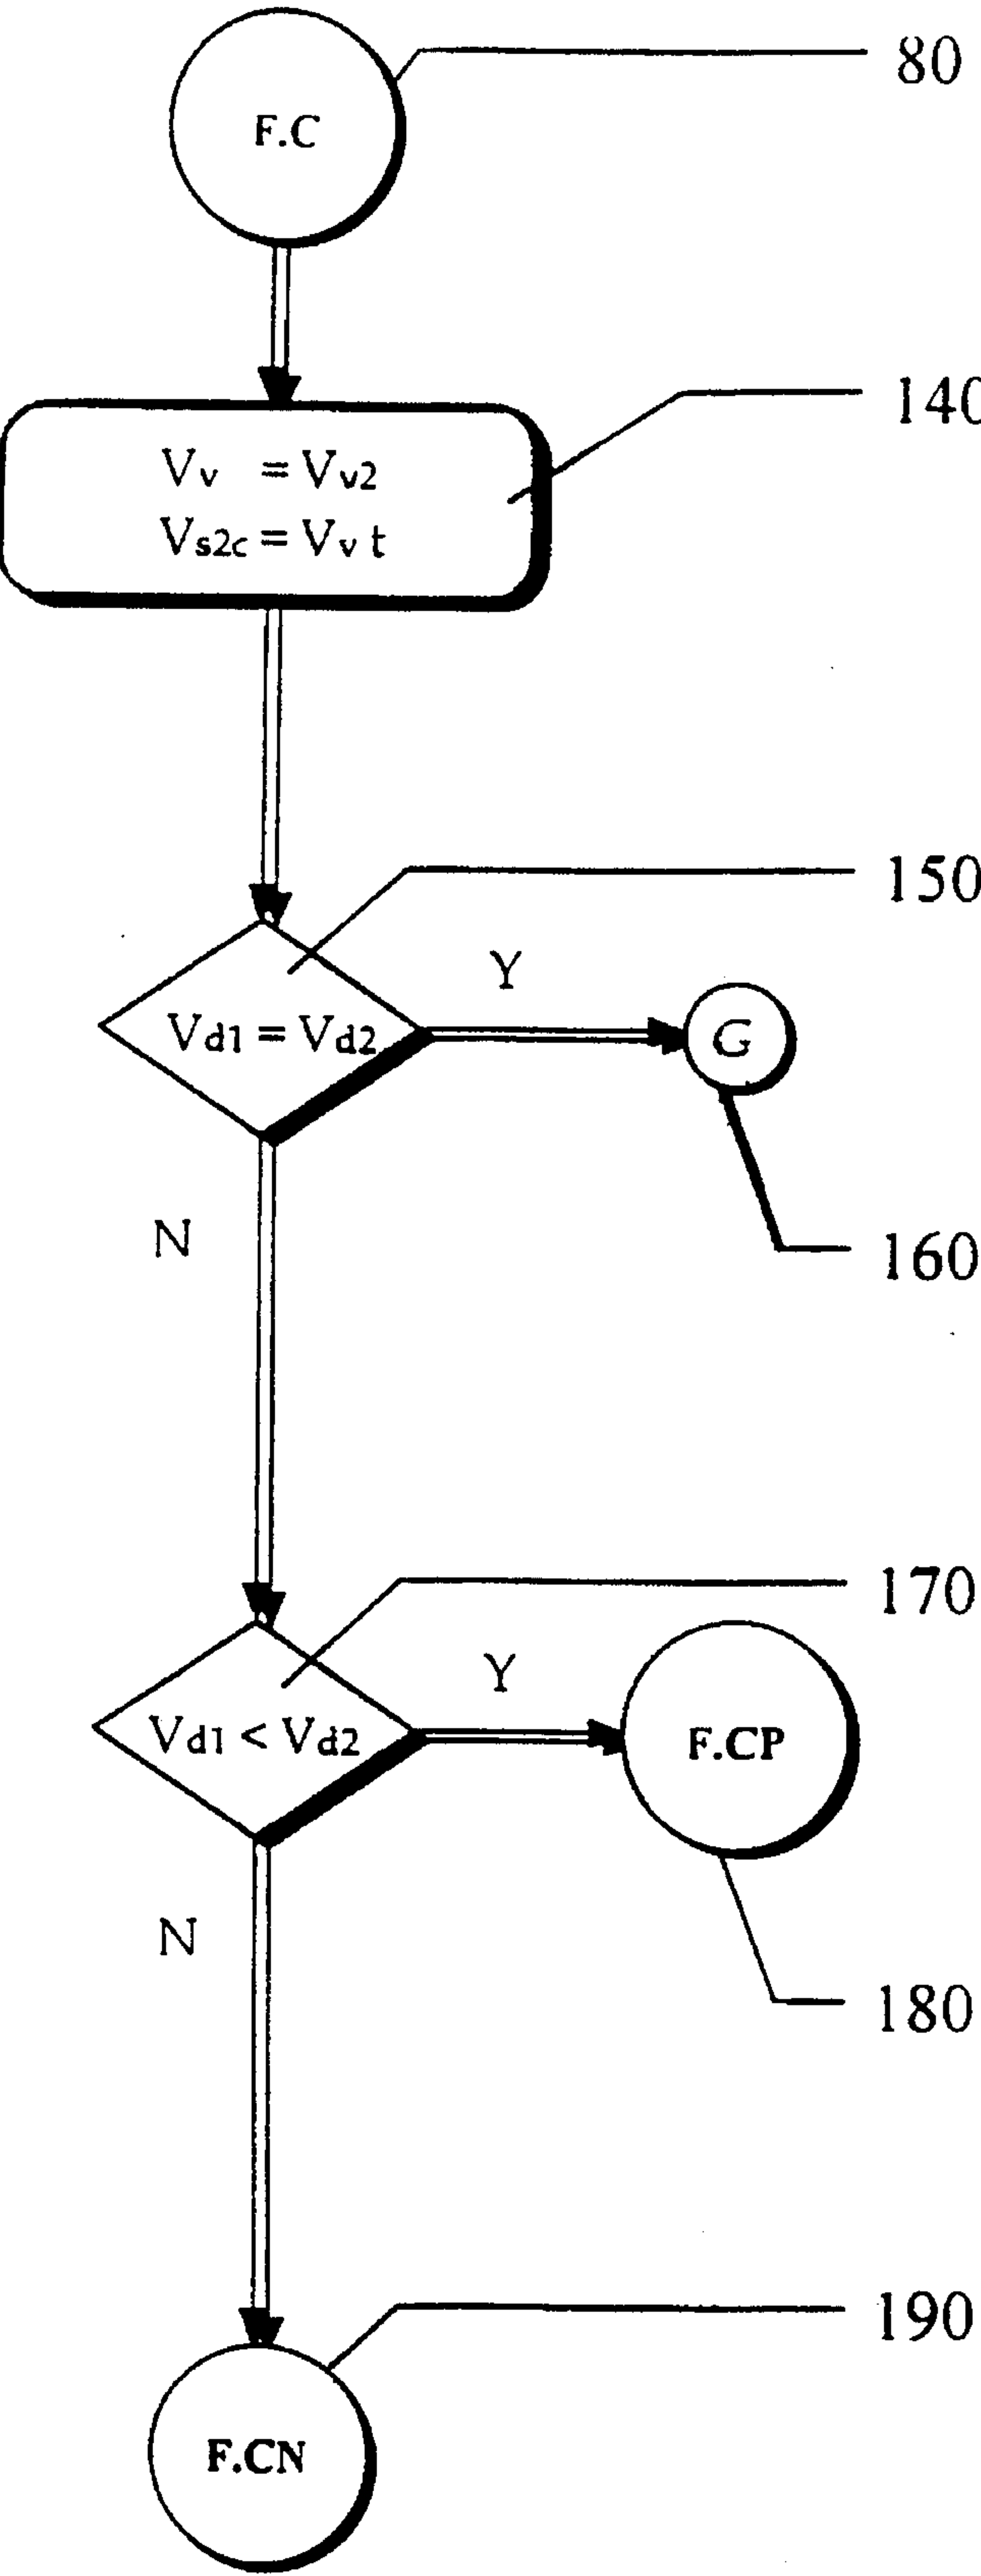 F.C
80
Vv = Vv2
Vs2c = Vv t
140
150
Vd1 = Vd2
Y
G
N
160
170
Vd1 < Vd2
Y
F.CP
N
180
190
F.CN